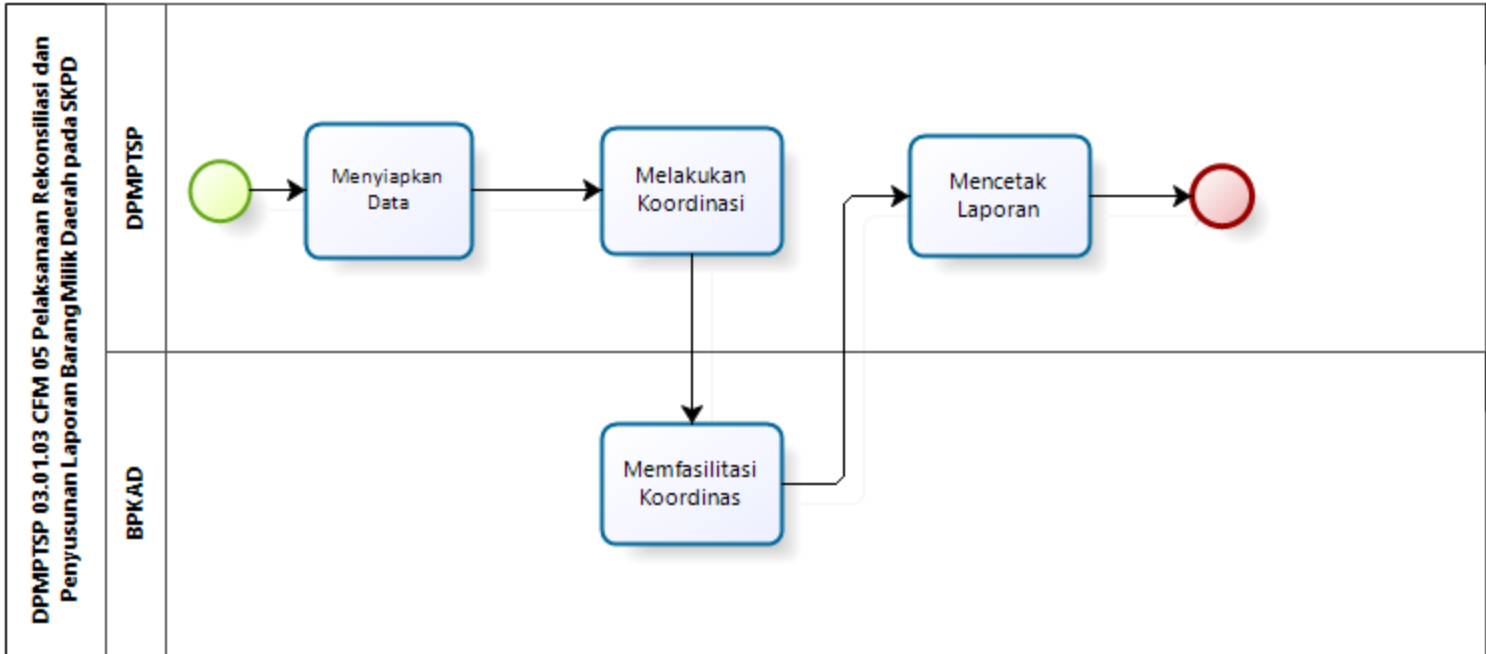 DPMPTSP 03.01.03 CFM 05 Pelaksanaan Rekonsiliasi dan
Penyusunan Laporan Barang Milik Daerah pada SKPD
DPMPTSP
Menyiapkan
Data
Melakukan
Koordinasi
Mencetak
Laporan
BPKAD
Memfasilitasi
Koordinas